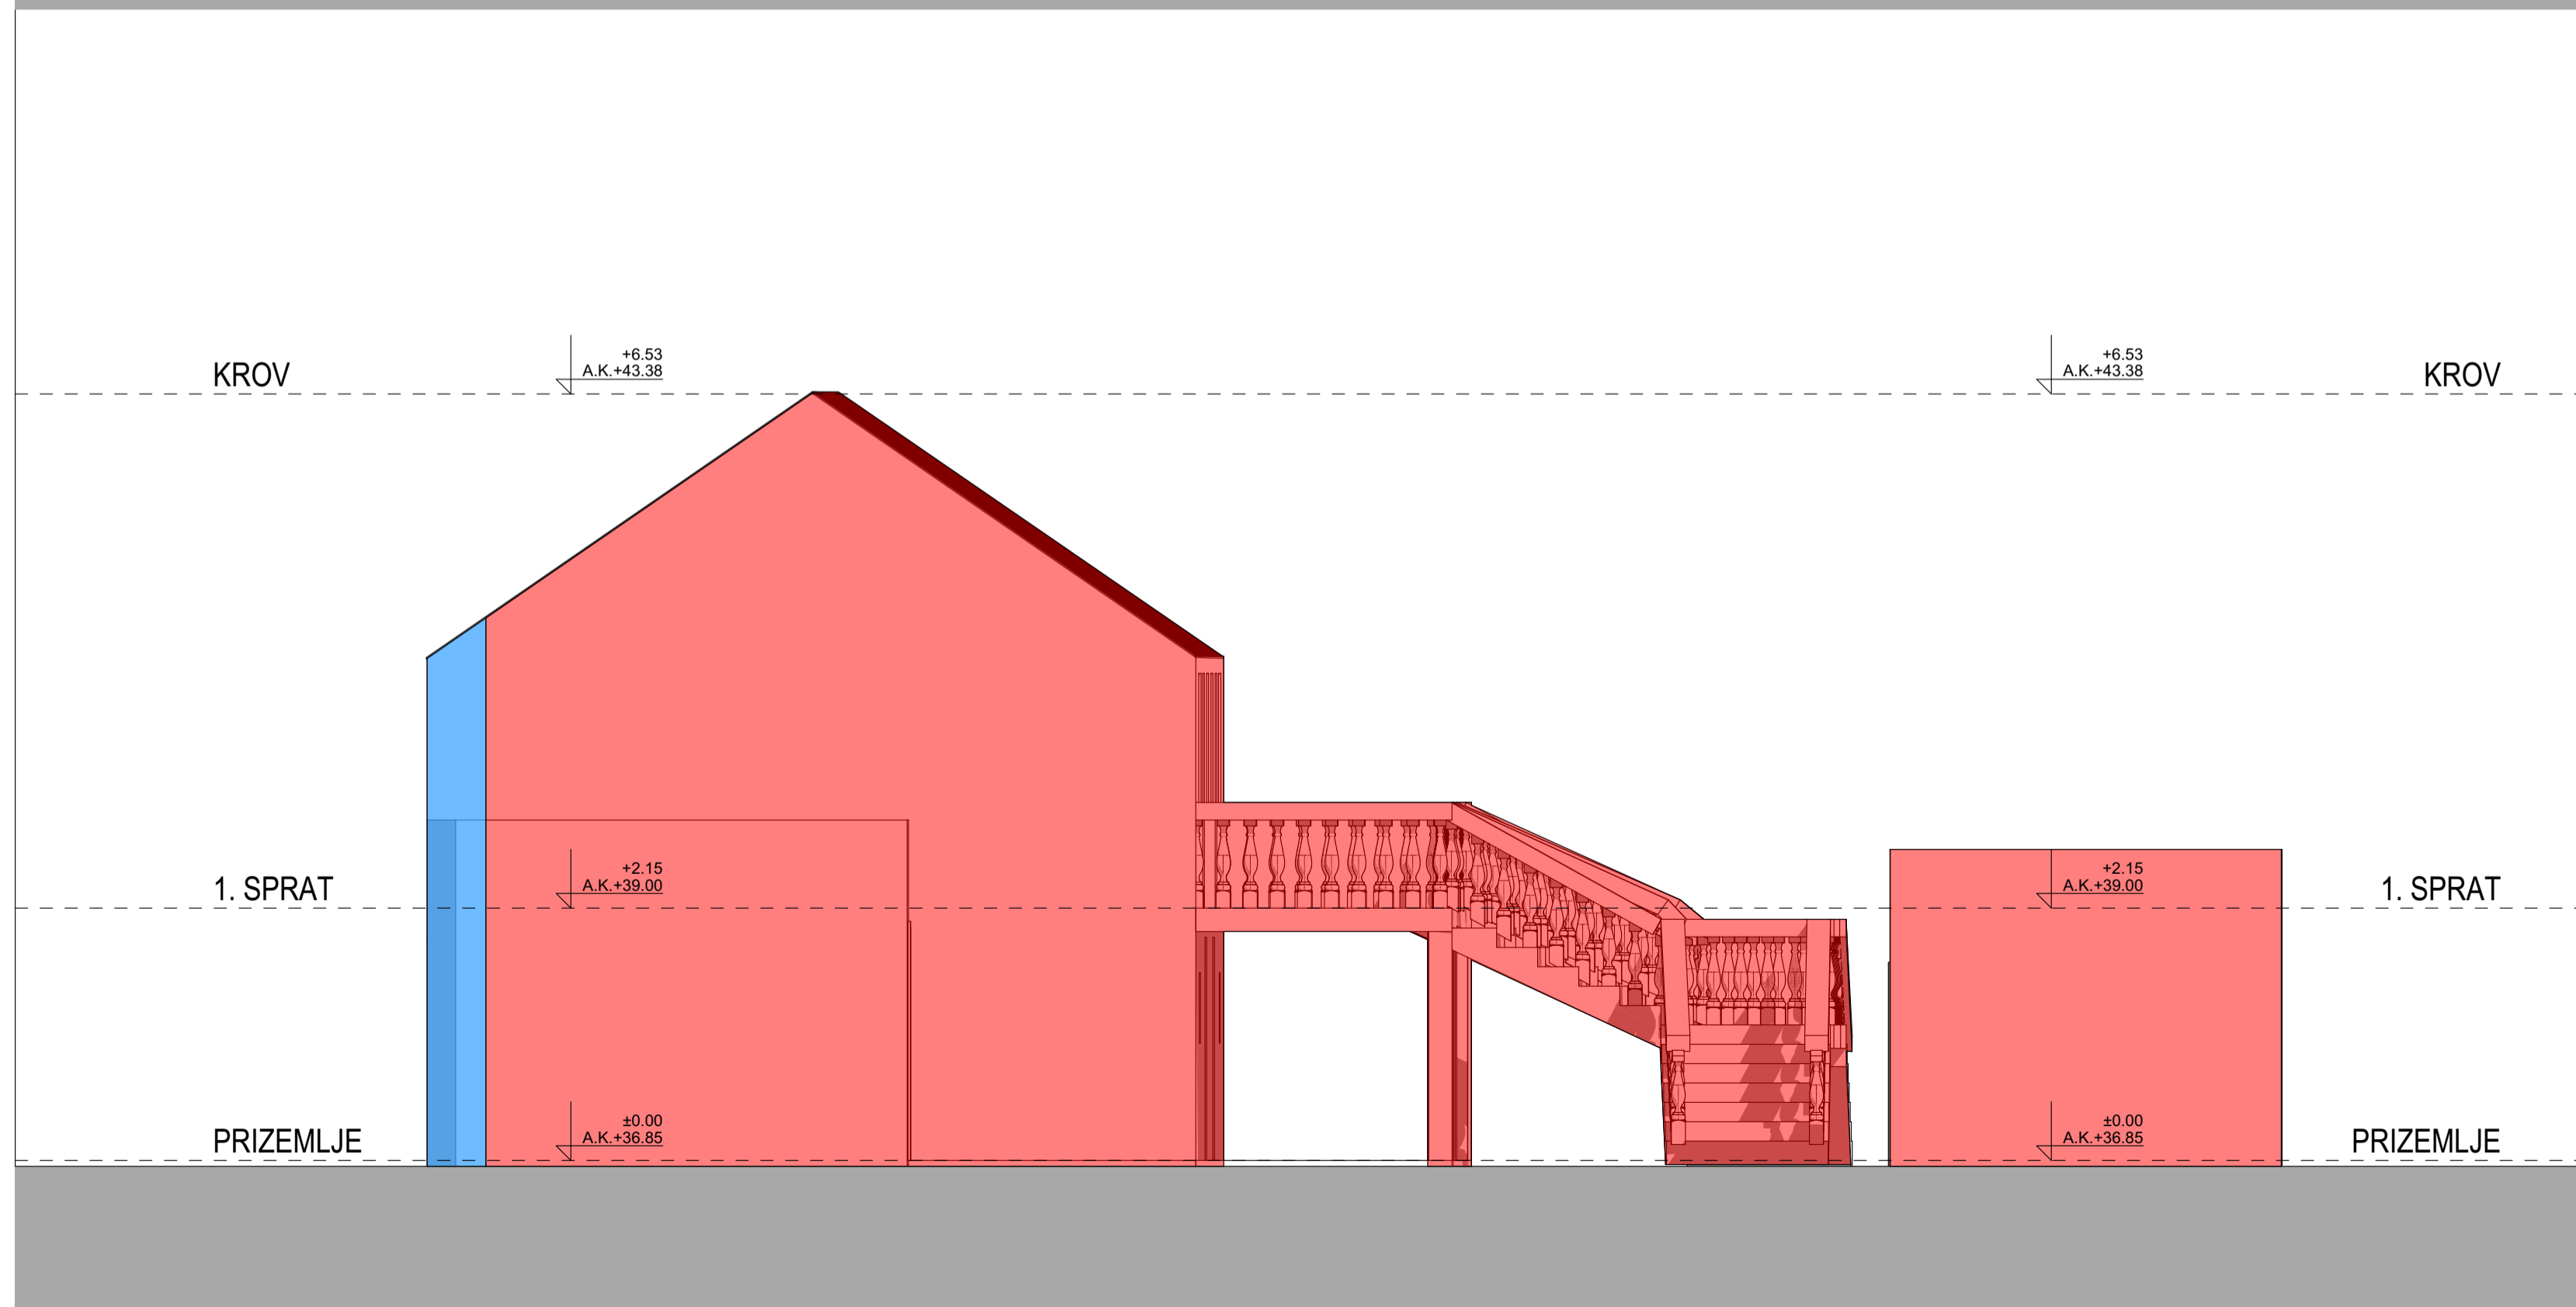 KROV
+6.53
A.K.+43.38
+6.53
A.K.+43.38
KROV
1. SPRAT
+2.15
A.K.+39.00
+2.15
A.K.+39.00
1. SPRAT
PRIZEMLJE
±0.00
A.K.+36.85
±0.00
A.K.+36.85
PRIZEMLJE